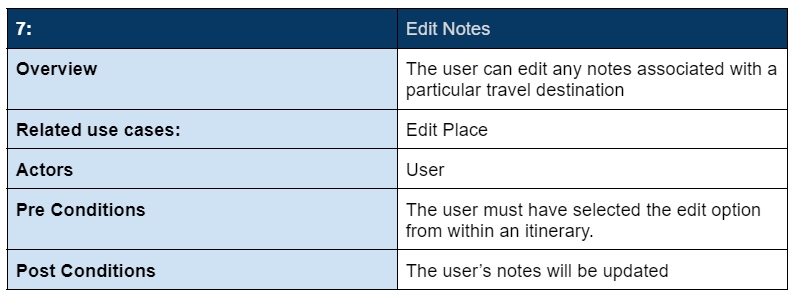 7: Edit Notes
Overview The user can edit any notes associated with a
particular travel destination
Related use cases: Edit Place
Actors User
Pre Conditions The user must have selected the edit option
from within an itinerary.
Post Conditions The user’s notes will be updated